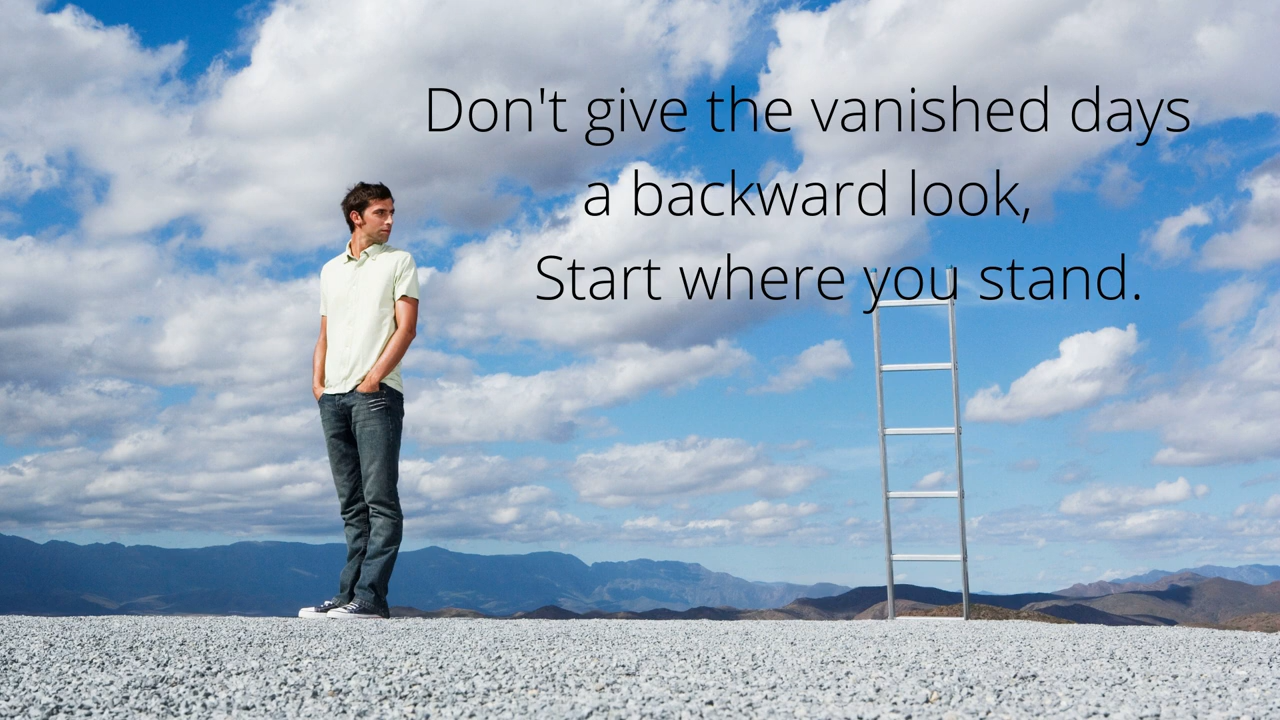 Don't give the vanished days
a backward look,
Start where you stand.